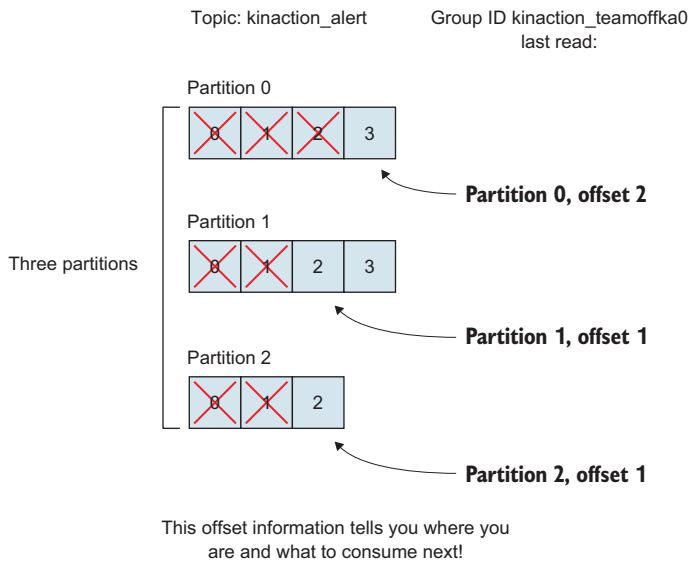 Topic: kinaction_alert
Group ID kinaction_teamoffka0
last read:
Partition 0
0 1 2 3
Partition 0, offset 2
Partition 1
0 1 2 3
Three partitions
Partition 1, offset 1
Partition 2
0 1 2
Partition 2, offset 1
This offset information tells you where you
are and what to consume next!